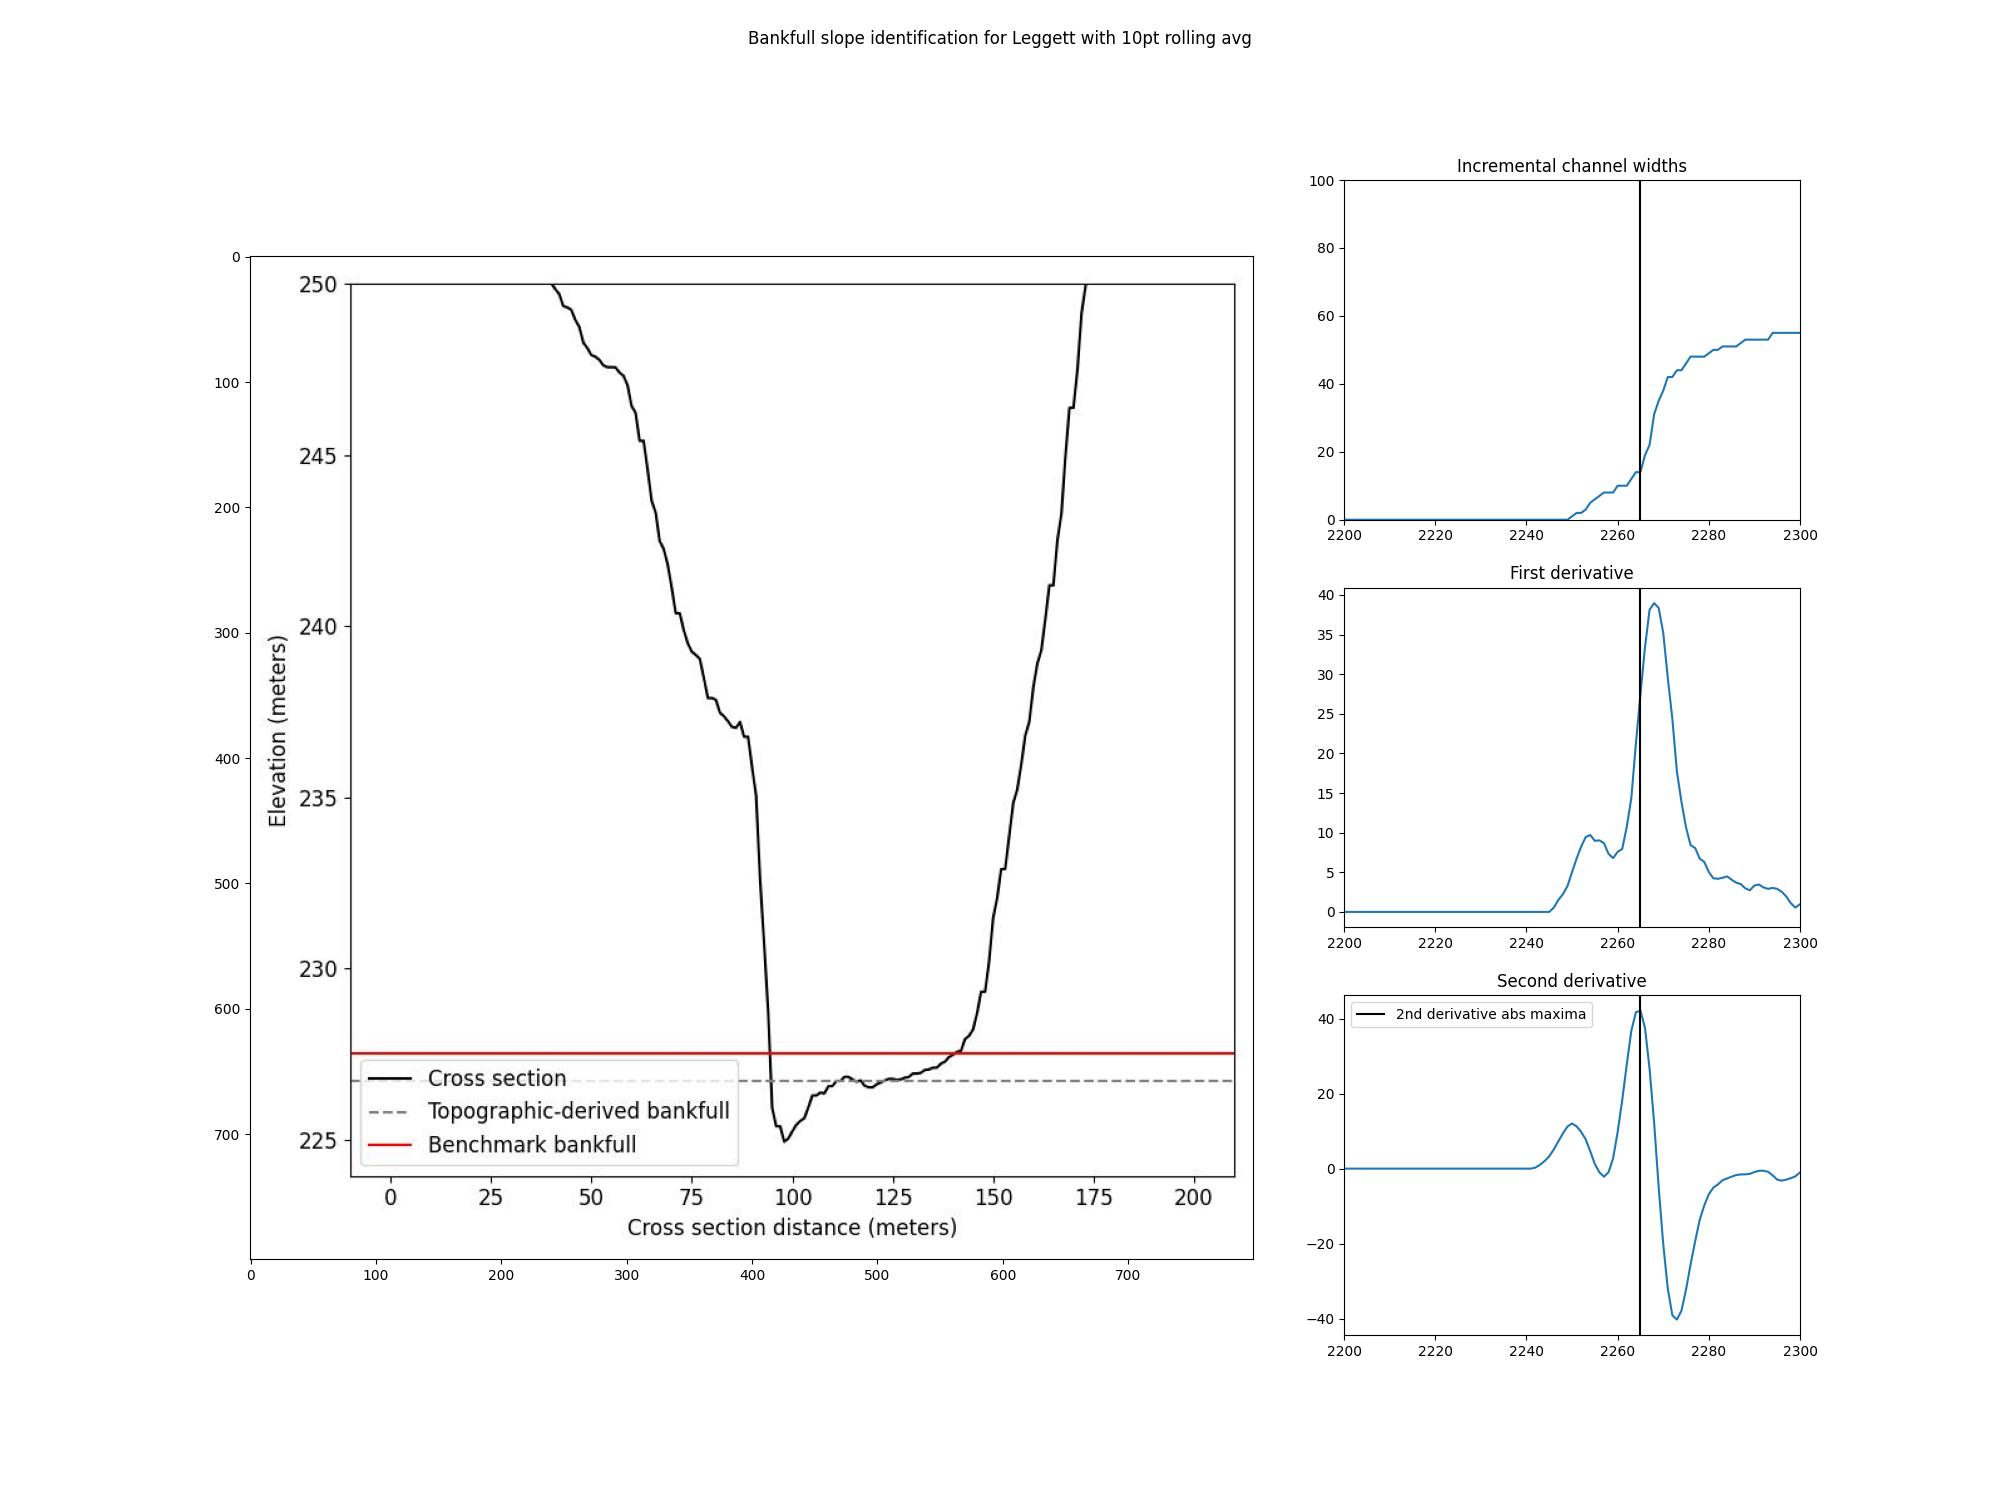 Bankfull slope identification for Leggett with 10pt rolling avg
0
100
200
300
400
500
600
700
250
245
240
235
230
225
Elevation (meters)
Cross section
Topographic-derived bankfull
Benchmark bankfull
0 25 50 75 100 125 150 175 200
Cross section distance (meters)
0 100 200 300 400 500 600 700
Incremental channel widths
100
80
60
40
20
0
2200 2220 2240 2260 2280 2300
First derivative
40
35
30
25
20
15
10
5
0
2200 2220 2240 2260 2280 2300
Second derivative
2nd derivative abs maxima
40
20
0
−20
−40
2200 2220 2240 2260 2280 2300